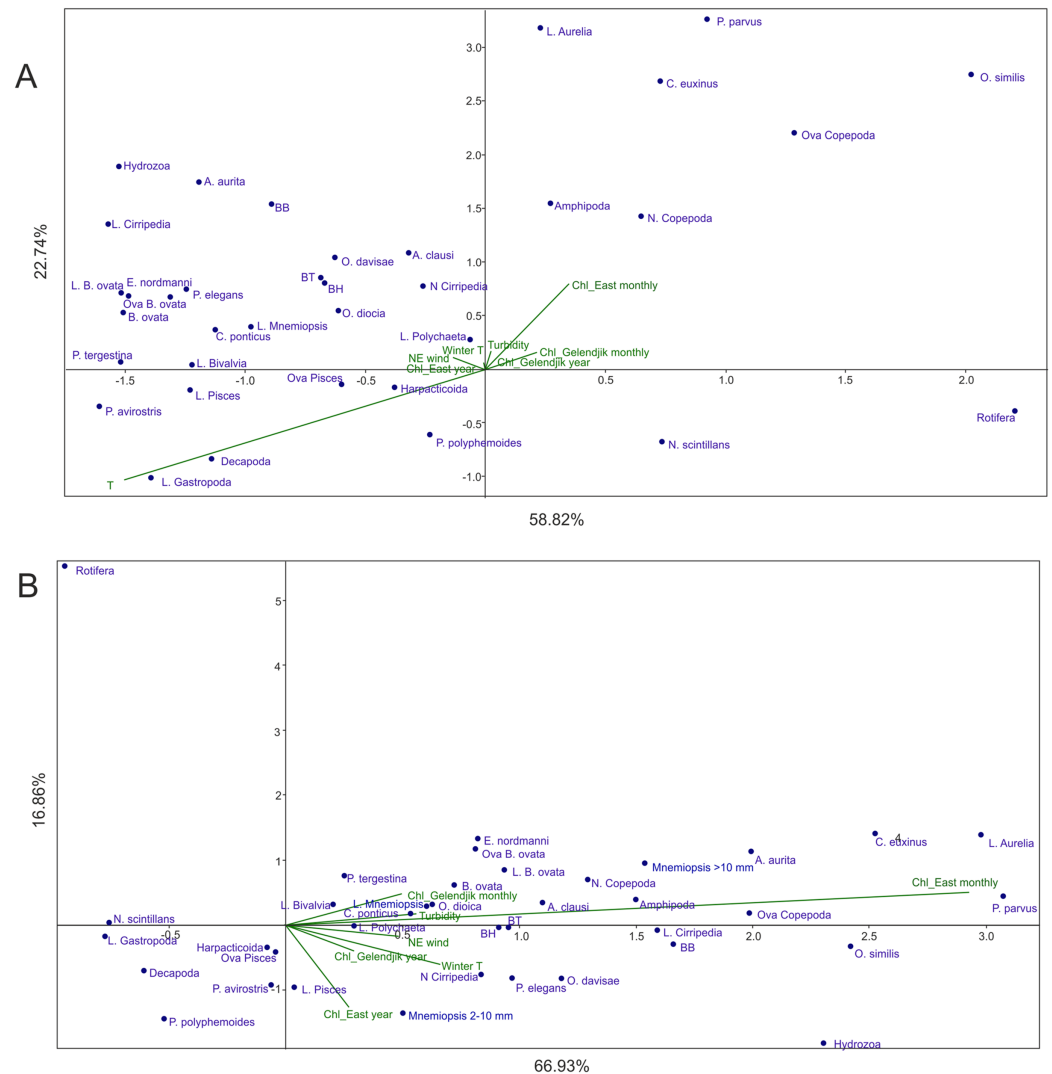 A
L. Aurelia
P. parvus
3.0
C. euxinus
O. similis
2.5
Ova Copepoda
2.0
Hydrozoa
A. aurita
BB
1.5
Amphipoda
N. Copepoda
L. Cirripedia
22.74%
O. davisae
A. clausi
1.0
BT
BH
N Cirripedia
Chl_East monthly
L. B. ovata
E. nordmanni
P. elegans
Ova B. ovata
B. ovata
O. diocia
0.5
L. Mnemiopsis
C. ponticus
L. Polychaeta
Winter T
Turbidity
Chl_Gelendjik monthly
P. tergestina
L. Bivalvia
NE wind
Chl_East year
Chl_Gelendjik year
-1.5
-1.0
-0.5
0.5
1.0
1.5
2.0
Ova Pisces
Harpacticoida
L. Pisces
P. avirostris
Rotifera
-0.5
P. polyphemoides
N. scintillans
Decapoda
-1.0
L. Gastropoda
T
58.82%
B
Rotifera
5
4
3
2
16.86%
E. nordmanni
4
C. euxinus
L. Aurelia
Ova B. ovata
1
A. aurita
Mnemiopsis >10 mm
L. B. ovata
P. tergestina
B. ovata
N. Copepoda
Chl_East monthly
Chl_Gelendjik monthly
L. Bivalvia
L. Mnemiopsis
O. dioica
A. clausi
Amphipoda
P. parvus
C. ponticus
Turbidity
Ova Copepoda
N. scintillans
L. Polychaeta
BT
BH
L. Cirripedia
-0.5
0.5
1.0
1.5
2.0
2.5
3.0
L. Gastropoda
NE wind
BB
Harpacticoida
Ova Pisces
Chl_Gelendjik year
O. similis
Winter T
Decapoda
N Cirripedia
O. davisae
P. avirostris
-1
L. Pisces
P. elegans
Chl_East year
Mnemiopsis 2-10 mm
P. polyphemoides
Hydrozoa
66.93%